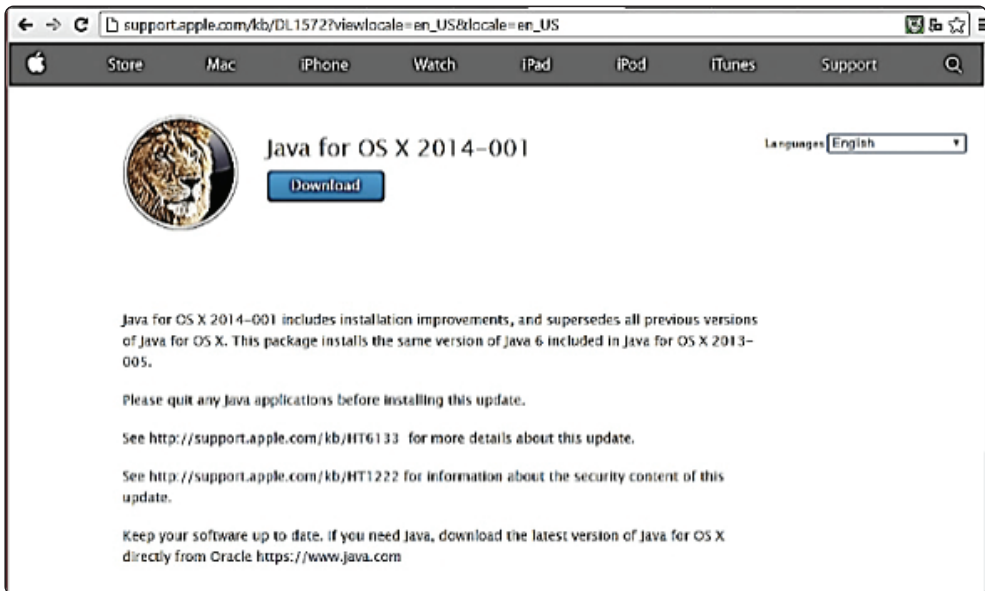 support.apple.com/kb/DL1572?viewlocale=en_US&locale=en_US
Store Mac iPhone Watch iPad iPod iTunes Support
Java for OS X 2014-001
Languages English
Download
Java for OS X 2014-001 includes installation improvements, and supersedes all previous versions
of Java for OS X. This package installs the same version of Java 6 included in Java for OS X 2013-
005.
Please quit any Java applications before installing this update.
See http://support.apple.com/kb/HT6133 for more details about this update.
See http://support.apple.com/kb/HT1222 for information about the security content of this
update.
Keep your software up to date. If you need Java, download the latest version of Java for OS X
directly from Oracle https://www.java.com